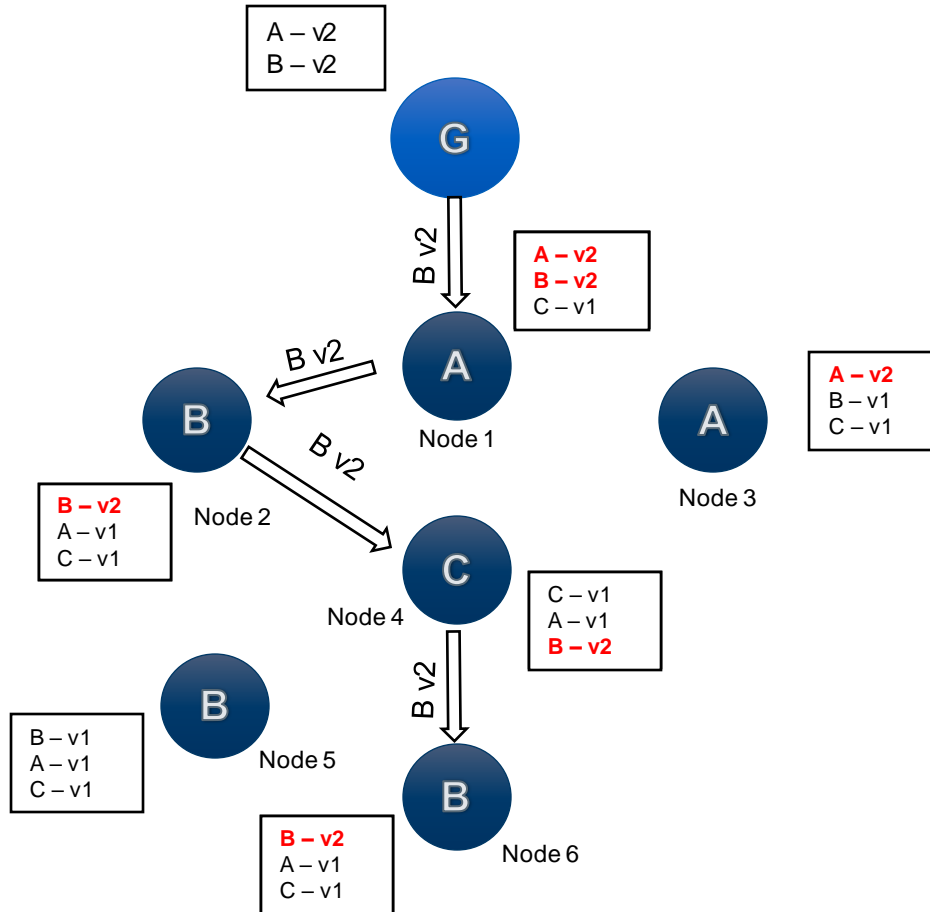 A – v2
B – v2
G
B v2
A – v2
B – v2
C – v1
B v2
A
Node 1
A – v2
B – v1
C – v1
B
Node 2
B v2
A
Node 3
B – v2
A – v1
C – v1
C
Node 4
C – v1
A – v1
B – v2
B v2
B
Node 5
B – v1
A – v1
C – v1
B
Node 6
B – v2
A – v1
C – v1